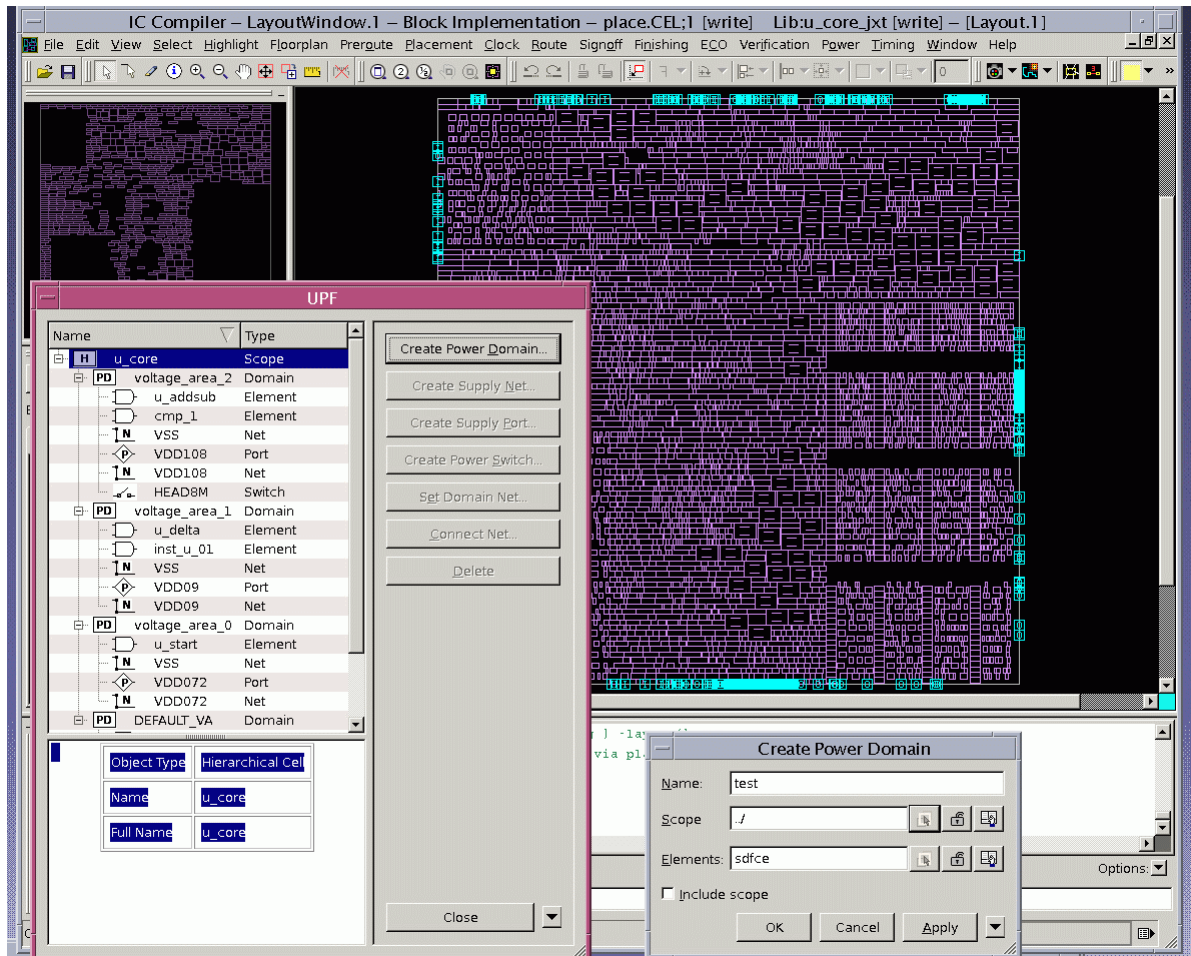 IC Compiler – LayoutWindow.1 – Block Implementation – place.CEL;1 [write] Lib:u_core_jxt [write] – [Layout.1]
File Edit View Select Highlight Floorplan Preroute Placement Clock Route Signoff Finishing ECO Verification Power Timing Window Help
0
UPF
Name Type
H u_core Scope
PD voltage_area_2 Domain
u_addsub Element
cmp_1 Element
N VSS Net
P VDD108 Port
N VDD108 Net
HEAD8M Switch
PD voltage_area_1 Domain
u_delta Element
inst_u_01 Element
N VSS Net
P VDD09 Port
N VDD09 Net
PD voltage_area_0 Domain
u_start Element
N VSS Net
P VDD072 Port
N VDD072 Net
PD DEFAULT_VA Domain
Create Power Domain...
Create Supply Net...
Create Supply Port...
Create Power Switch...
Set Domain Net...
Connect Net...
Delete
Object Type Hierarchical Cell
Name u_core
Full Name u_core
Close
via pl
Create Power Domain
Name: test
Scope ../
Elements: sdfce
Include scope
OK Cancel Apply
Options: